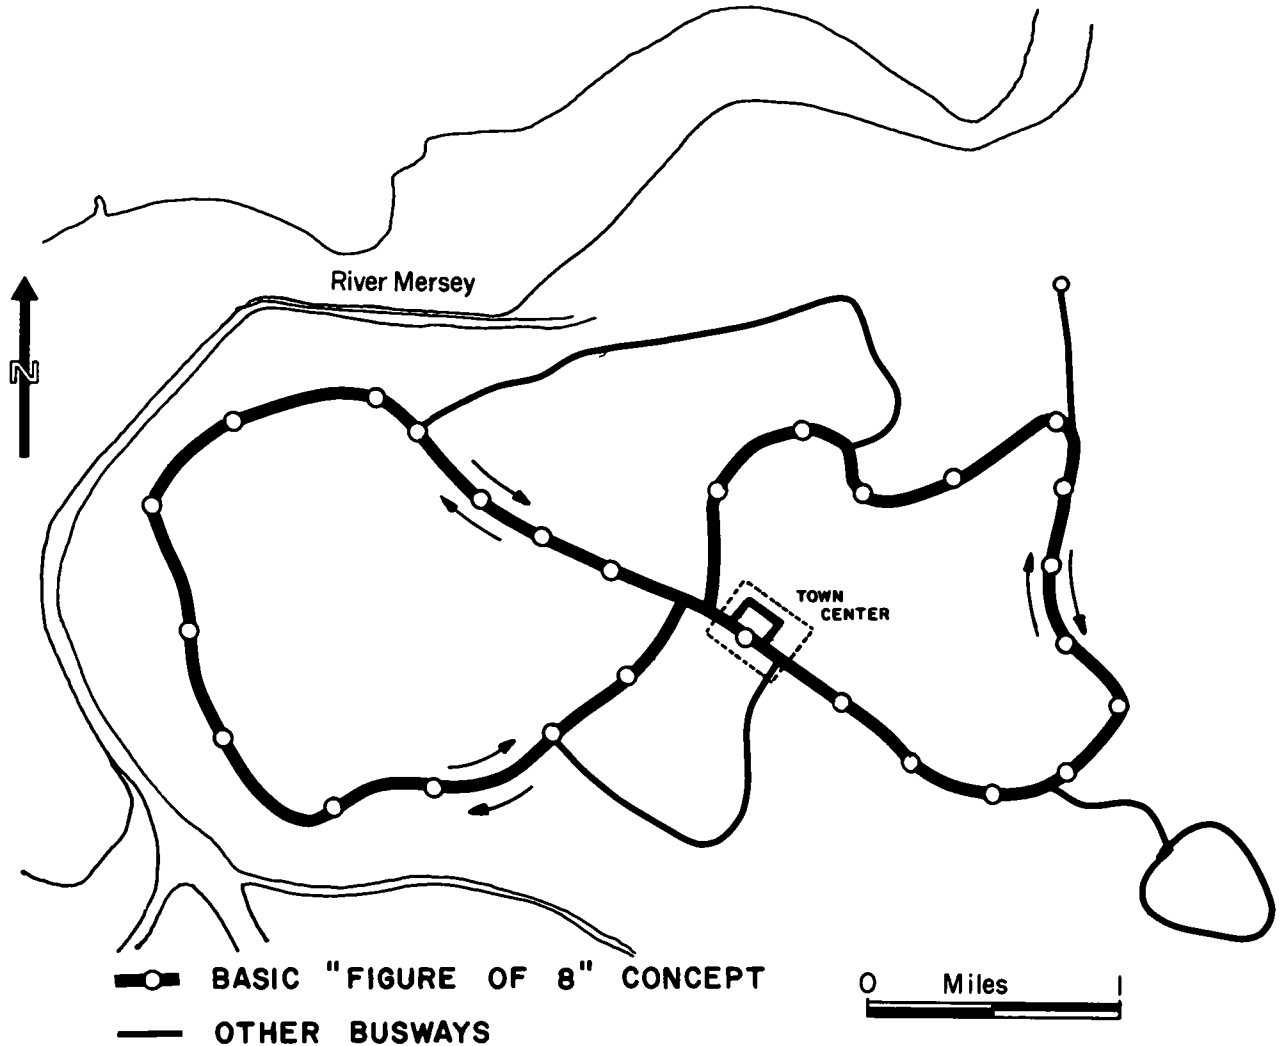 River Mersey
N
TOWN
CENTER
BASIC "FIGURE OF 8" CONCEPT
OTHER BUSWAYS
0 Miles 1